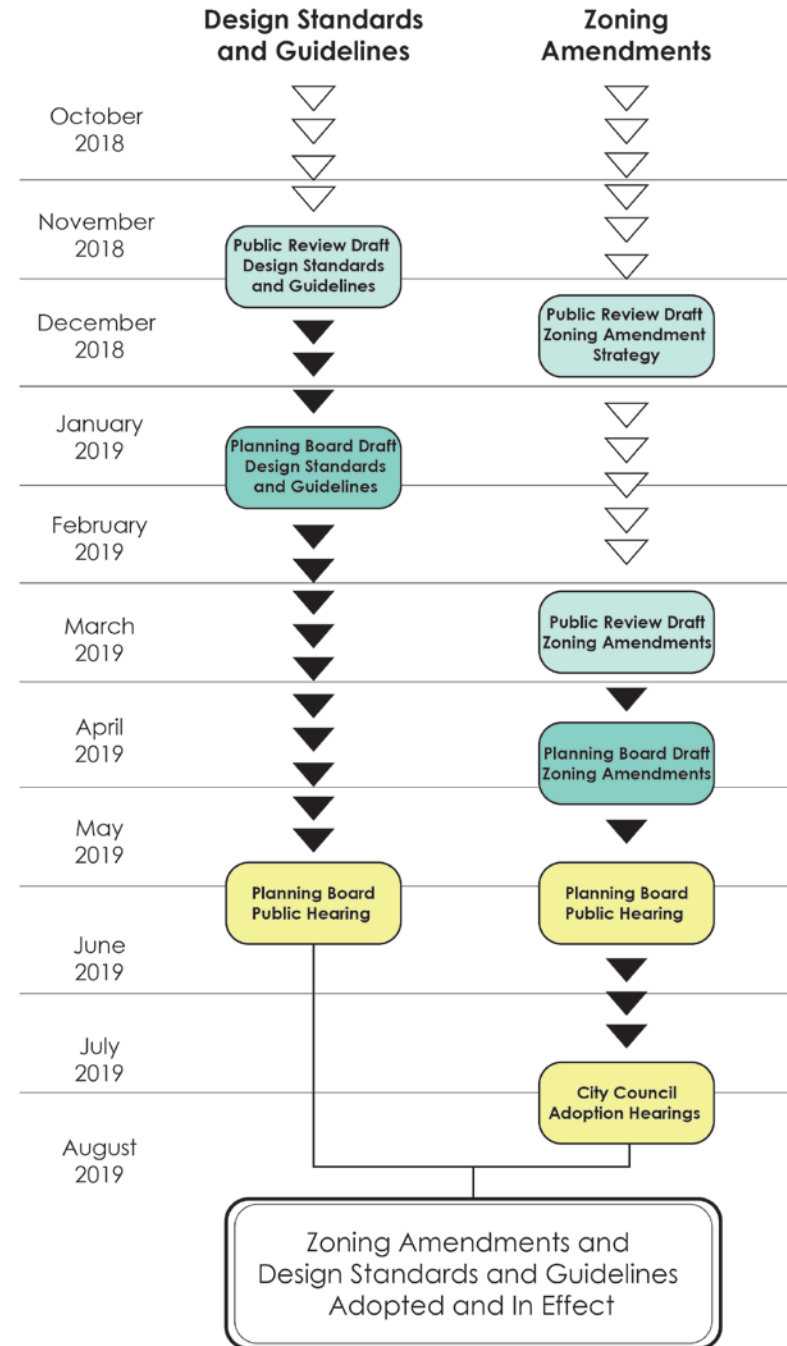 Design Standards
and Guidelines
Zoning
Amendments
October
2018
November
2018
Public Review Draft
Design Standards
and Guidelines
December
2018
Public Review Draft
Zoning Amendment
Strategy
January
2019
Planning Board Draft
Design Standards
and Guidelines
February
2019
March
2019
Public Review Draft
Zoning Amendments
April
2019
Planning Board Draft
Zoning Amendments
May
2019
Planning Board
Public Hearing
Planning Board
Public Hearing
June
2019
July
2019
City Council
Adoption Hearings
August
2019
Zoning Amendments and
Design Standards and Guidelines
Adopted and In Effect